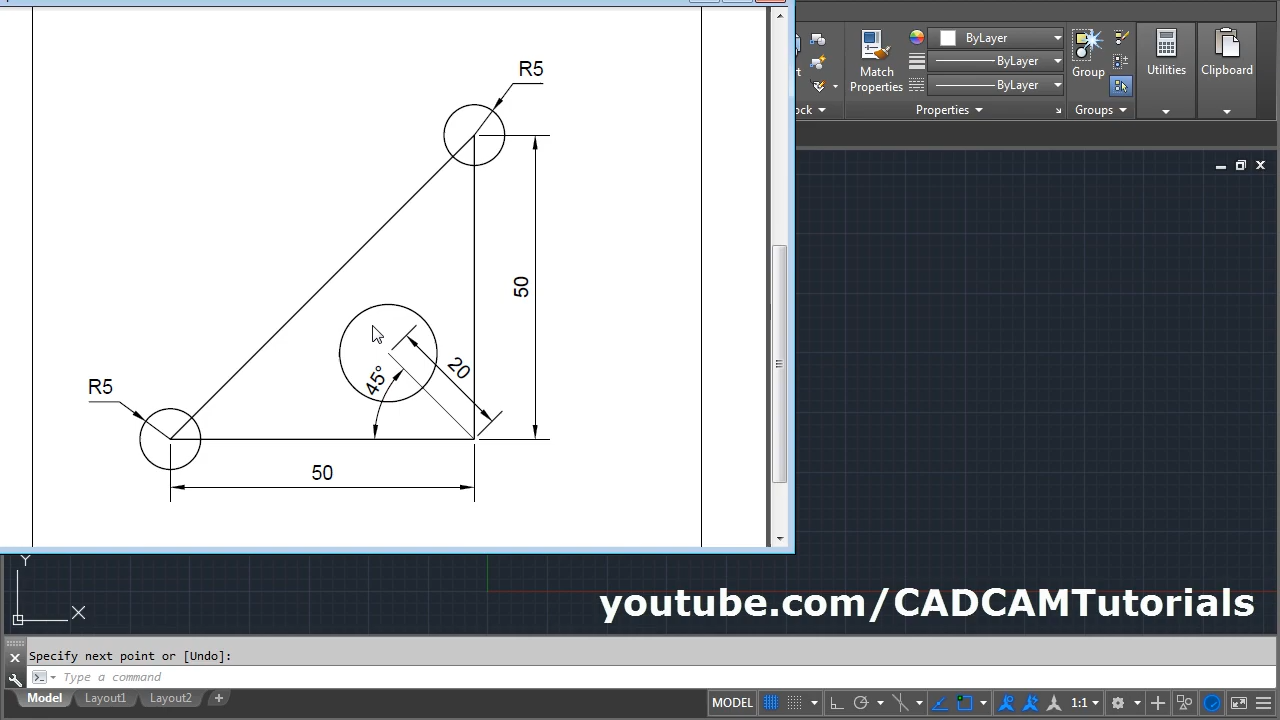 R5
ByLayer
ByLayer
ByLayer
Match
Properties
Group
Utilities
Clipboard
ock
Properties
Groups
50
20
45°
R5
50
Y
X
youtube.com/CADCAMTutorials
Specify next point or [Undo]:
Type a command
Model
Layout1
Layout2
+
MODEL
1:1